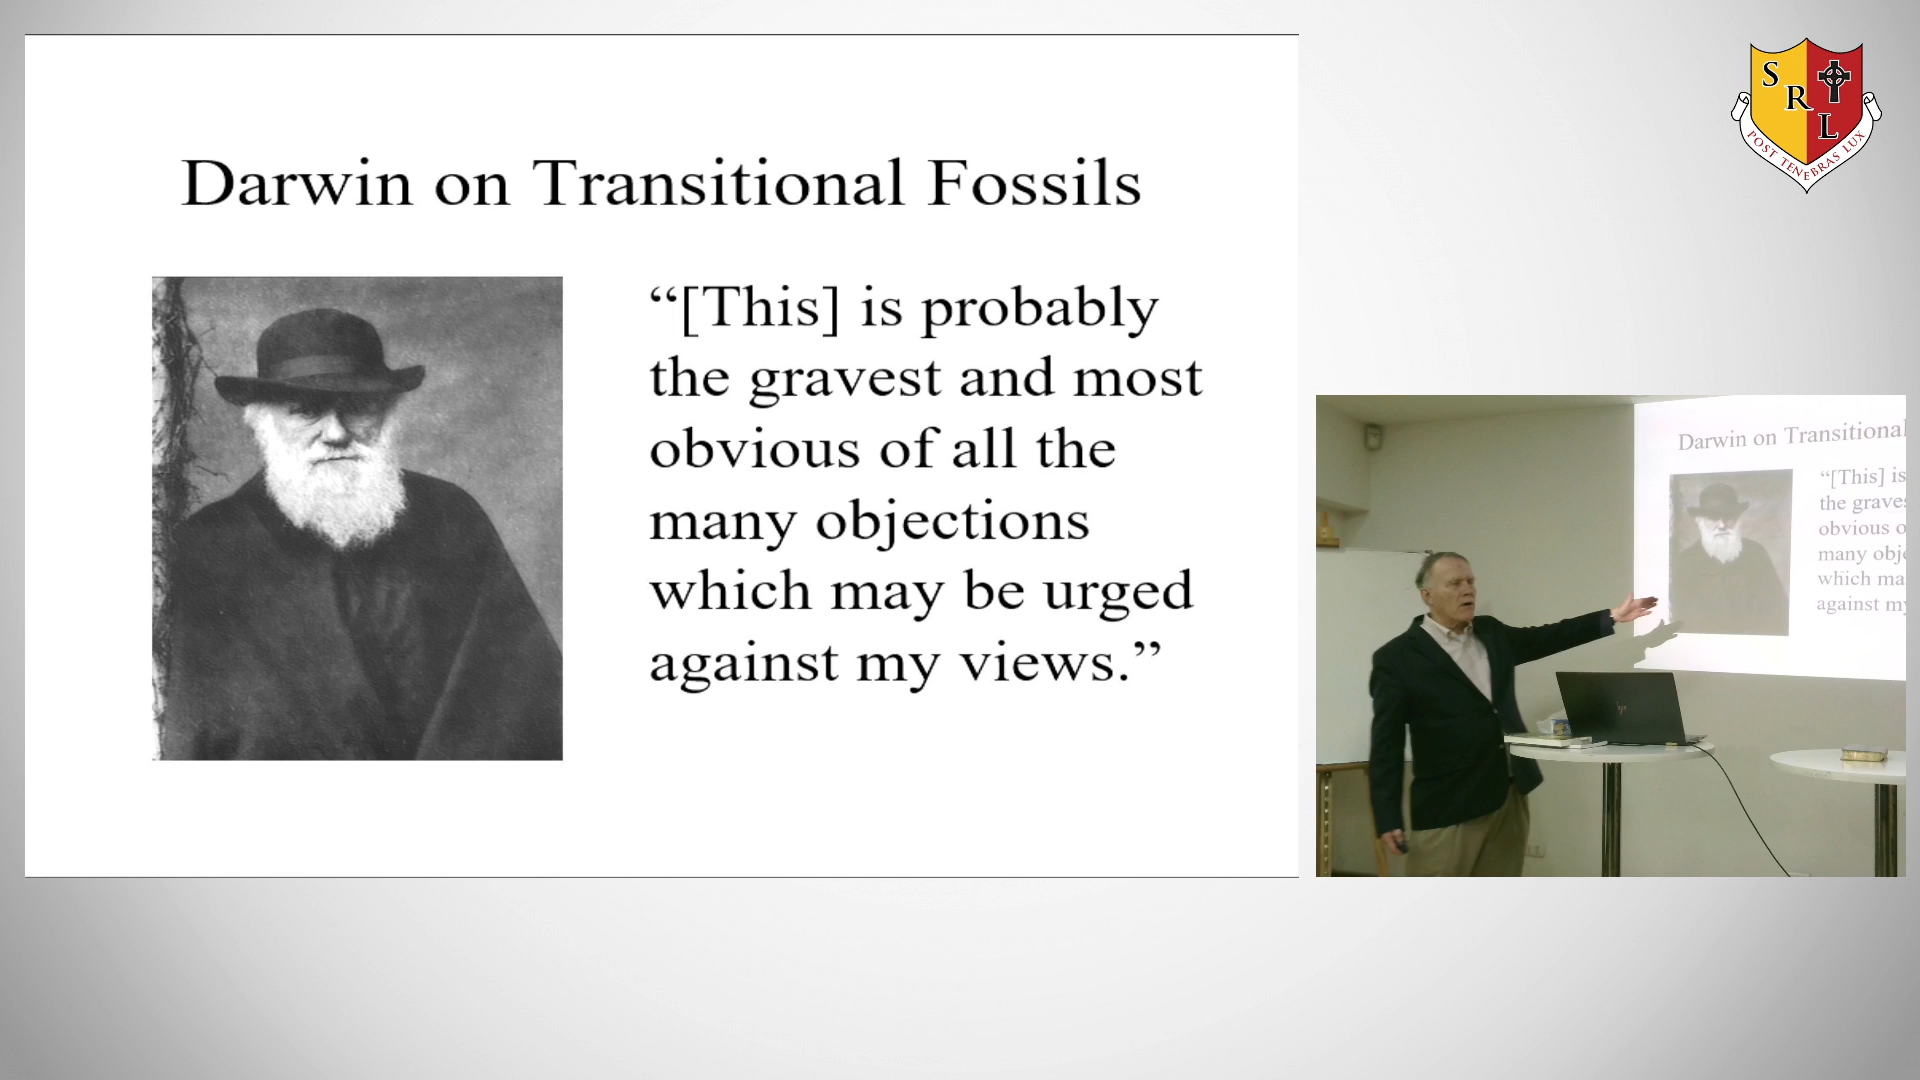 Darwin on Transitional Fossils
“[This] is probably
the gravest and most
obvious of all the
many objections
which may be urged
against my views.”
S
R
L
POST TENEBRAS LUX
Darwin on Transitional
“[This] is
the grave
obvious o
many obj
which ma
against my